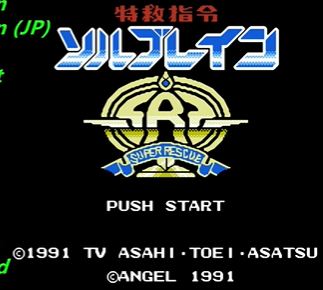 n
特救指令
n (JP)
ソルブレイン
t
SUPER RESCUE
PUSH START
©1991 TV ASAHI·TOEI·ASATSU
d
©ANGEL 1991